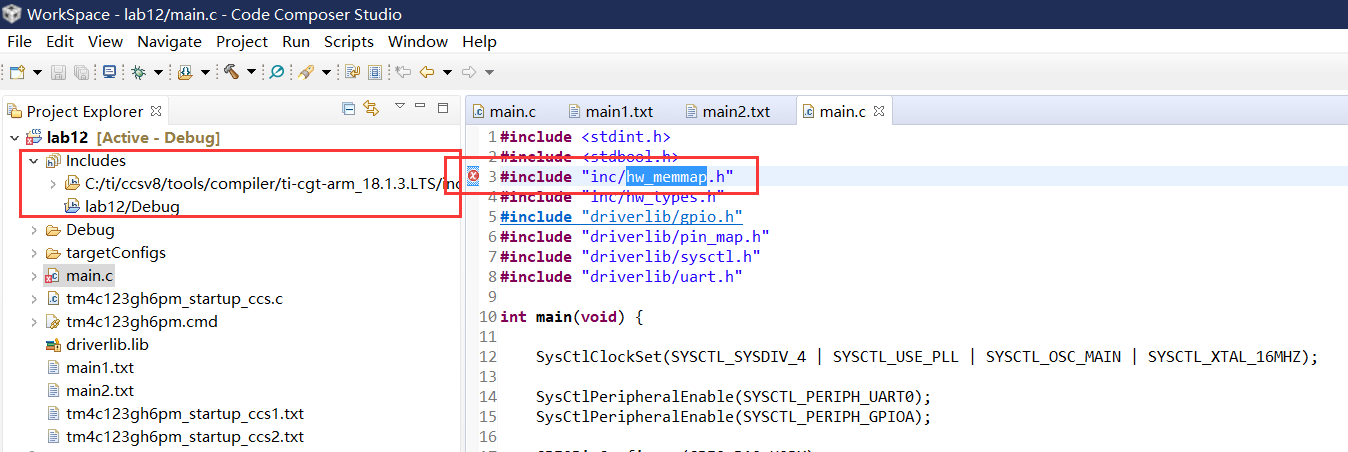 WorkSpace - lab12/main.c - Code Composer Studio
File Edit View Navigate Project Run Scripts Window Help
Project Explorer
main.c main1.txt main2.txt main.c
lab12 [Active - Debug]
Includes
C:/ti/ccsv8/tools/compiler/ti-cgt-arm_18.1.3.LTS/inc
lab12/Debug
Debug
targetConfigs
main.c
tm4c123gh6pm_startup_ccs.c
tm4c123gh6pm.cmd
driverlib.lib
main1.txt
main2.txt
tm4c123gh6pm_startup_ccs1.txt
tm4c123gh6pm_startup_ccs2.txt
1 #include <stdint.h>
2 #include <stdbool.h>
3 #include "inc/hw_memmap.h"
4 #include "inc/hw_types.h"
5 #include "driverlib/gpio.h"
6 #include "driverlib/pin_map.h"
7 #include "driverlib/sysctl.h"
8 #include "driverlib/uart.h"
9
10 int main(void) {
11
12 SysCtlClockSet(SYSCTL_SYSDIV_4 | SYSCTL_USE_PLL | SYSCTL_OSC_MAIN | SYSCTL_XTAL_16MHZ);
13
14 SysCtlPeripheralEnable(SYSCTL_PERIPH_UART0);
15 SysCtlPeripheralEnable(SYSCTL_PERIPH_GPIOA);
16